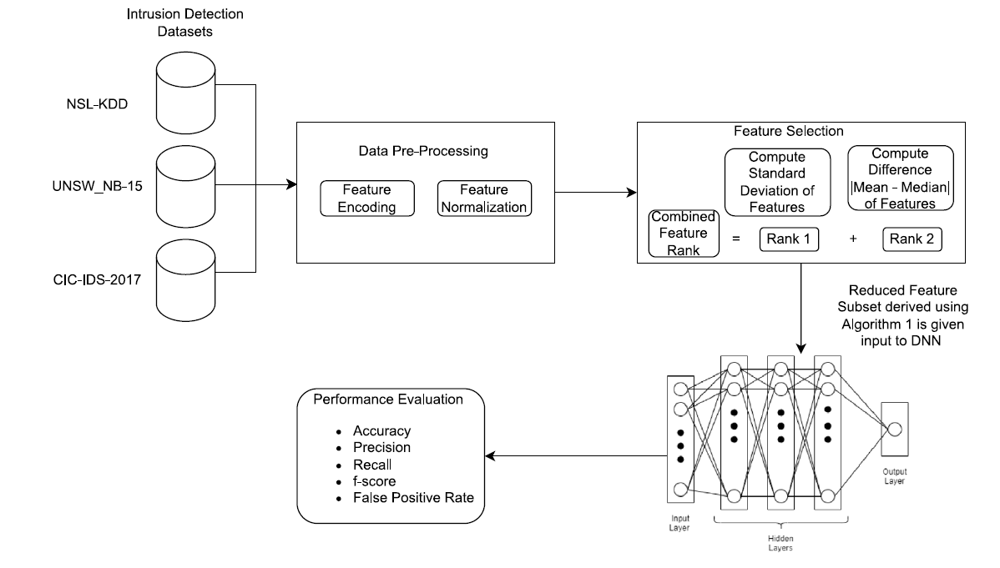 Intrusion Detection
Datasets
NSL-KDD
UNSW_NB-15
CIC-IDS-2017
Data Pre-Processing
Feature
Encoding
Feature
Normalization
Feature Selection
Compute
Standard
Deviation of
Features
Compute
Difference
|Mean - Median|
of Features
Combined
Feature
Rank
=
Rank 1
+
Rank 2
Reduced Feature
Subset derived using
Algorithm 1 is given
input to DNN
Performance Evaluation
• Accuracy
• Precision
• Recall
• f-score
• False Positive Rate
Input
Layer
Hidden
Layers
Output
Layer